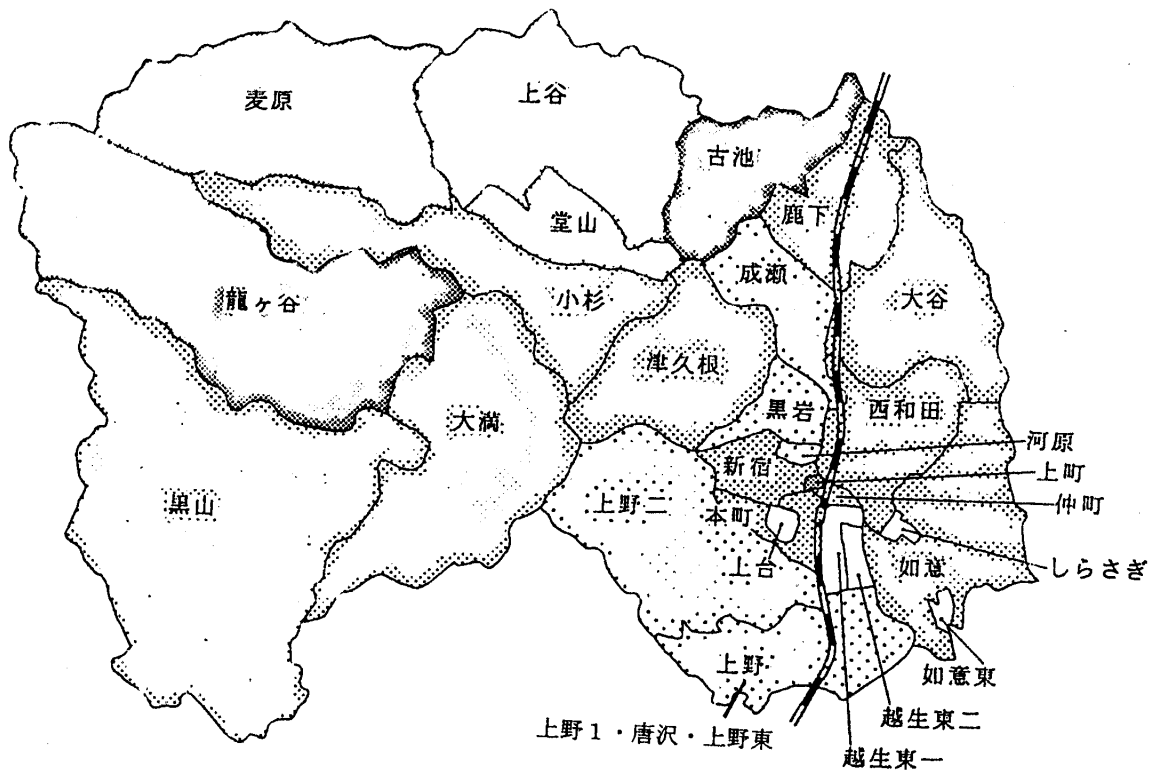 麦原
上谷
古池
鹿下
堂山
成瀬
龍ヶ谷
小杉
大谷
津久根
大満
黒岩
西和田
河原
新宿
上町
黒山
上野二
本町
仲町
上台
如意
しらさぎ
上野
如意東
越生東二
上野1・唐沢・上野東
越生東一